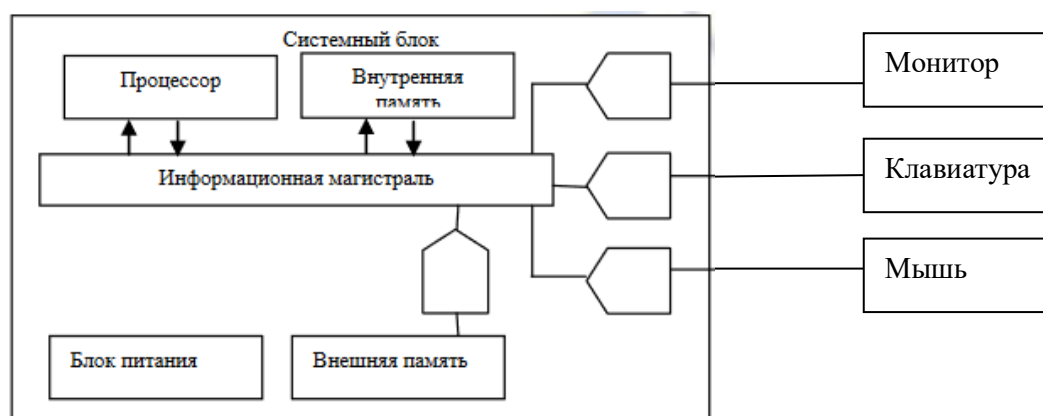 Системный блок
Процессор
Внутренняя
память
Информационная магистраль
Блок питания
Внешняя память
Монитор
Клавиатура
Мышь